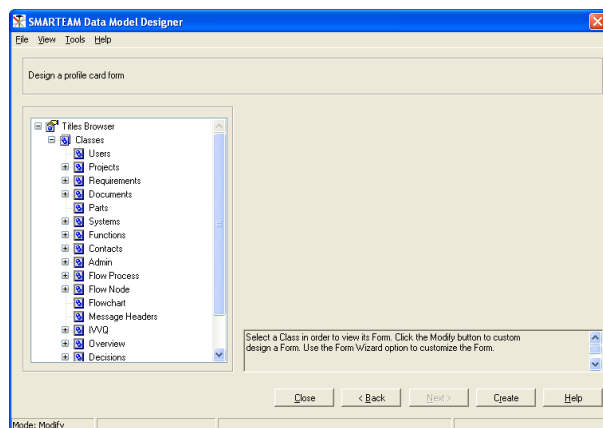 SMARTEAM Data Model Designer
File View Tools Help
Design a profile card form
Titles Browser
Classes
Users
Projects
Requirements
Documents
Parts
Systems
Functions
Contacts
Admin
Flow Process
Flow Node
Flowchart
Message Headers
IVVQ
Overview
Decisions
Select a Class in order to view its Form. Click the Modify button to custom
design a Form. Use the Form Wizard option to customize the Form.
Close < Back Next > Create Help
Mode: Modify